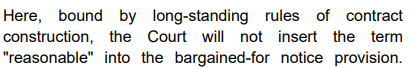 Here, bound by long-standing rules of contract
construction, the Court will not insert the term
"reasonable" into the bargained-for notice provision.